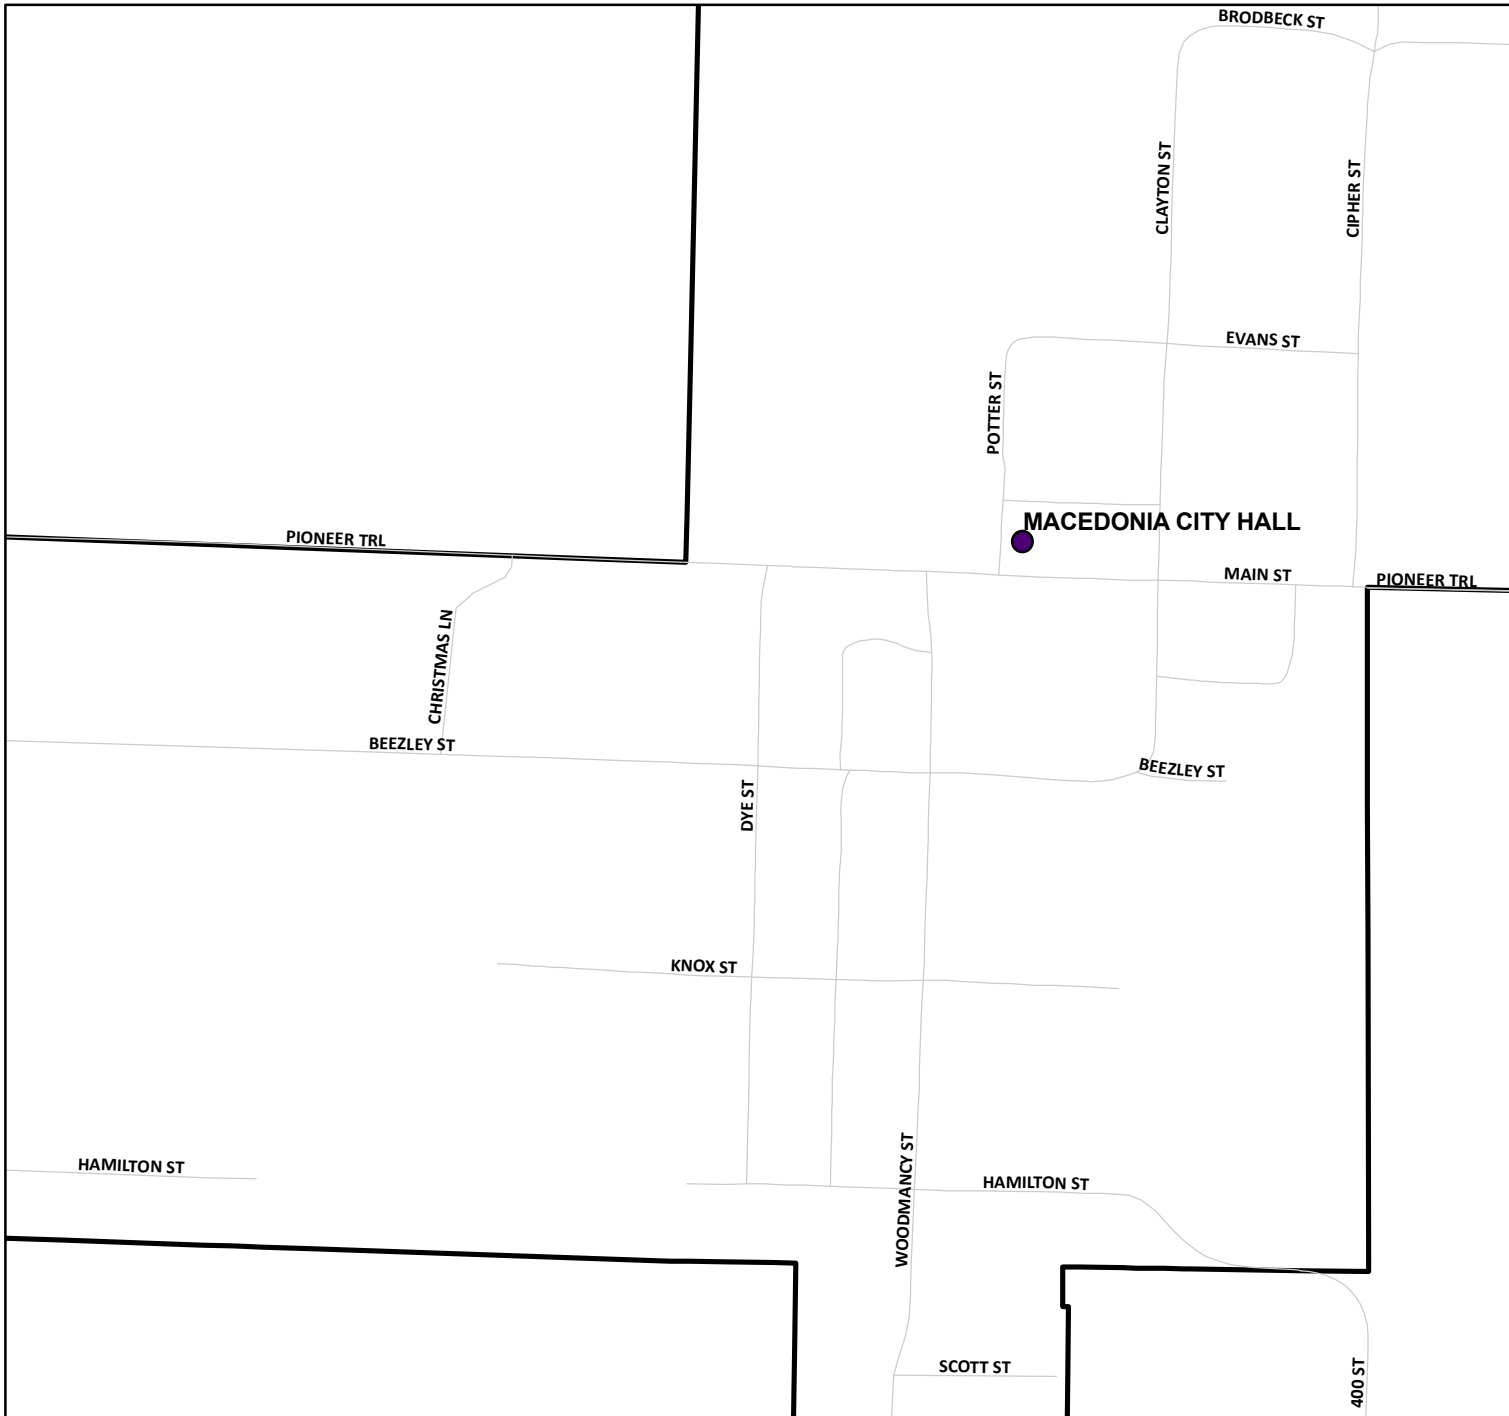 BRODBECK ST
CLAYTON ST
CIPHER ST
EVANS ST
POTTER ST
MACEDONIA CITY HALL
PIONEER TRL
MAIN ST
PIONEER TRL
CHRISTMAS LN
BEEZLEY ST
BEEZLEY ST
DYE ST
KNOX ST
HAMILTON ST
WOODMANCY ST
HAMILTON ST
SCOTT ST
400 ST